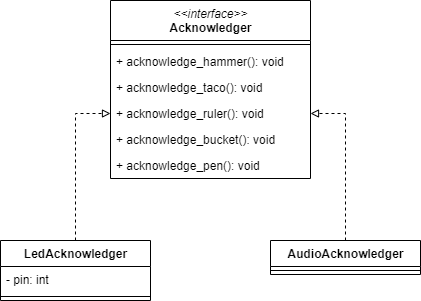 <<interface>>
Acknowledger
+ acknowledge_hammer(): void
+ acknowledge_taco(): void
+ acknowledge_ruler(): void
+ acknowledge_bucket(): void
+ acknowledge_pen(): void
LedAcknowledger
- pin: int
AudioAcknowledger